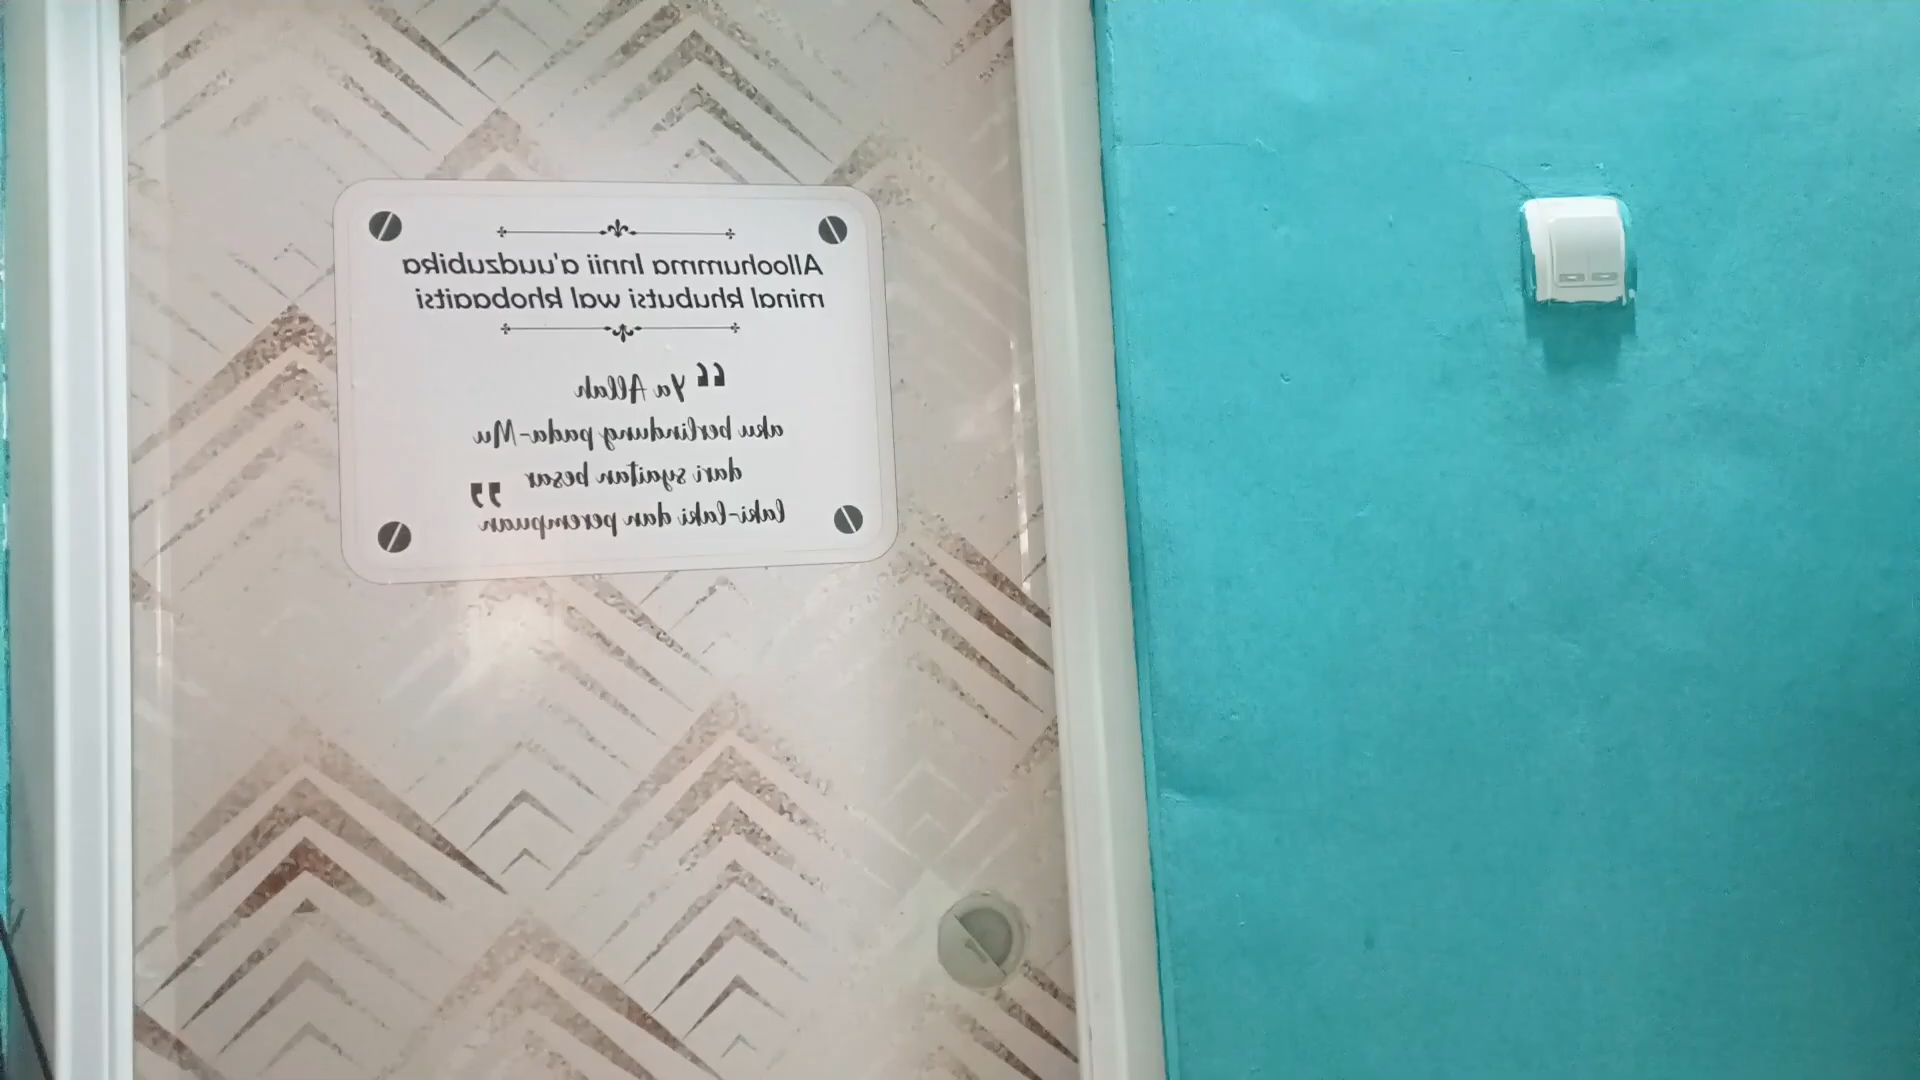 Alloohumma Innii a'uudzubika
minal khubutsi wal khobaaitsi
“ Ya Allah
aku berlindung pada-Mu
dari syaitan besar
laki-laki dan perempuan ”